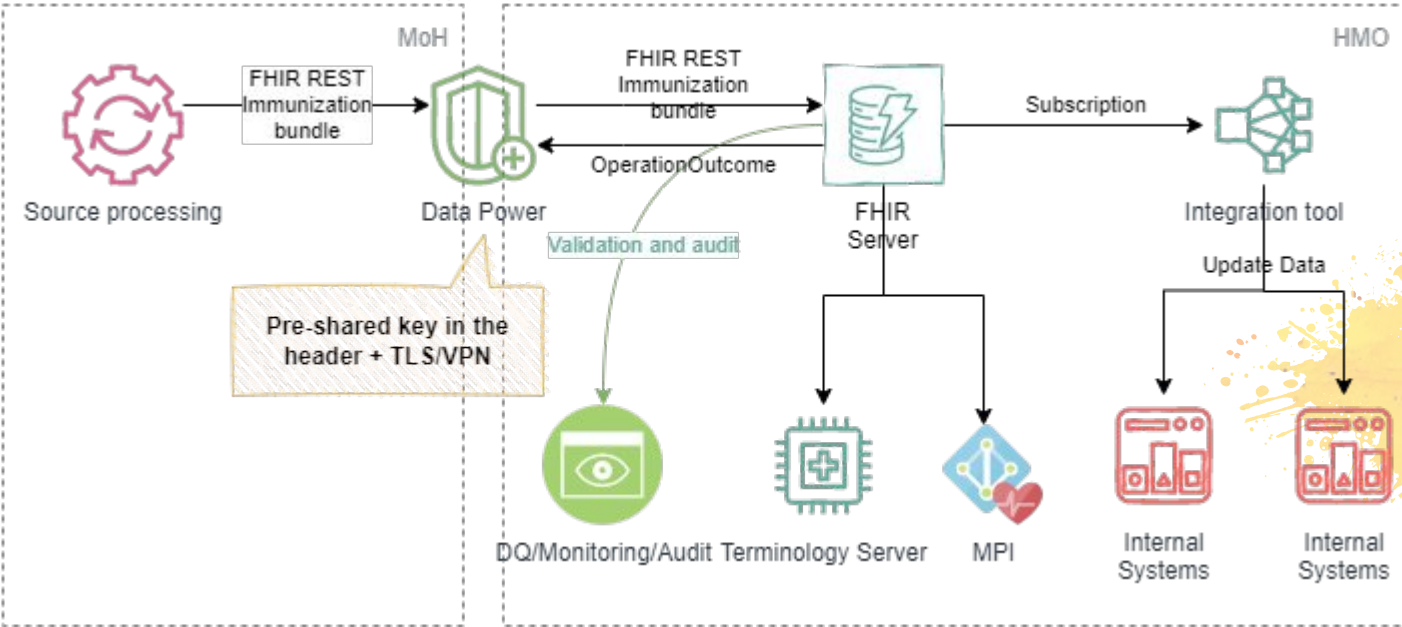 MoH
HMO
FHIR REST
Immunization
bundle
FHIR REST
Immunization
bundle
Subscription
OperationOutcome
Source processing
Data Power
FHIR
Server
Integration tool
Validation and audit
Update Data
Pre-shared key in the
header + TLS/VPN
DQ/Monitoring/Audit
Terminology Server
MPI
Internal
Systems
Internal
Systems